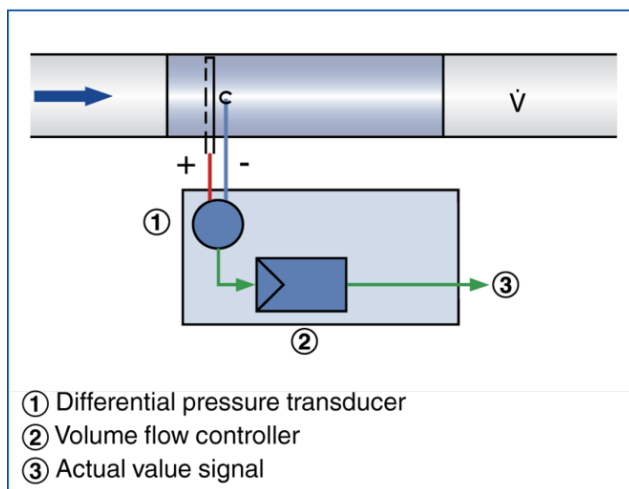 V̇
+ -
①
③
②
① Differential pressure transducer
② Volume flow controller
③ Actual value signal